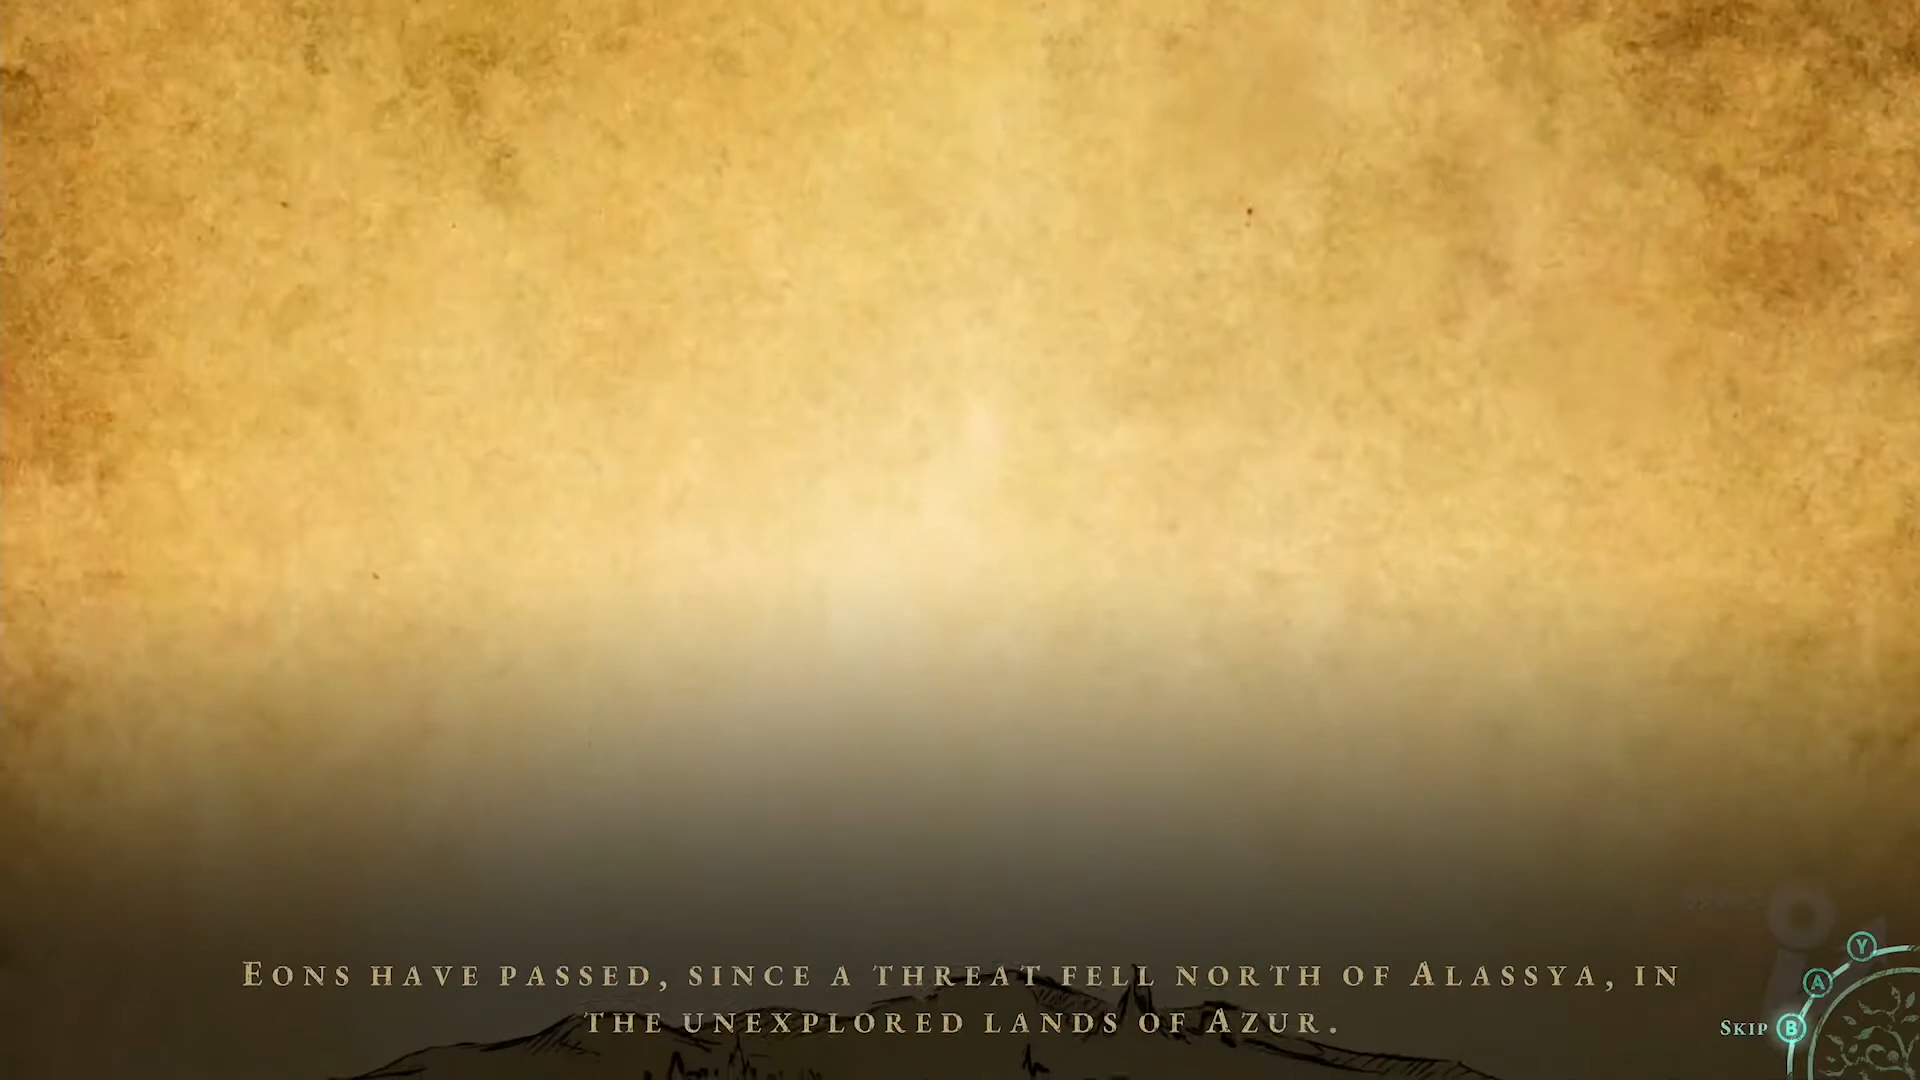 Eons have passed, since a threat fell north of Alassya, in
the unexplored lands of Azur.
Y
A
Skip B